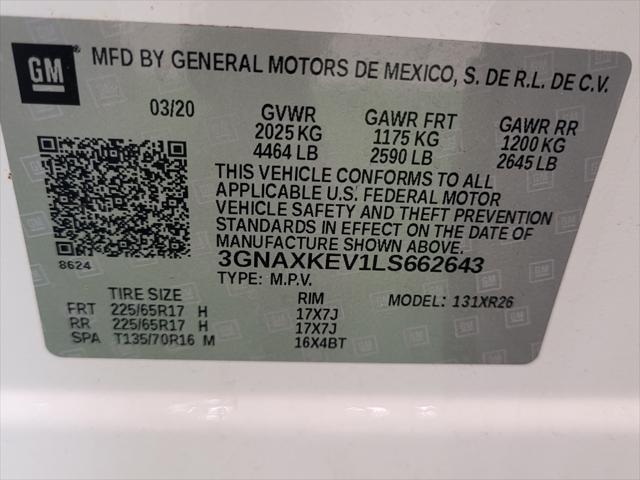 GM
MFD BY GENERAL MOTORS DE MEXICO, S. DE R.L. DE C.V.
03/20 GVWR GAWR FRT GAWR RR
2025 KG 1175 KG 1200 KG
4464 LB 2590 LB 2645 LB
THIS VEHICLE CONFORMS TO ALL
APPLICABLE U.S. FEDERAL MOTOR
VEHICLE SAFETY AND THEFT PREVENTION
STANDARDS IN EFFECT ON THE DATE OF
MANUFACTURE SHOWN ABOVE.
8624
3GNAXKEV1LS662643
TYPE: M.P.V.
TIRE SIZE RIM MODEL: 131XR26
FRT 225/65R17 H 17X7J
RR 225/65R17 H 17X7J
SPA T135/70R16 M 16X4BT